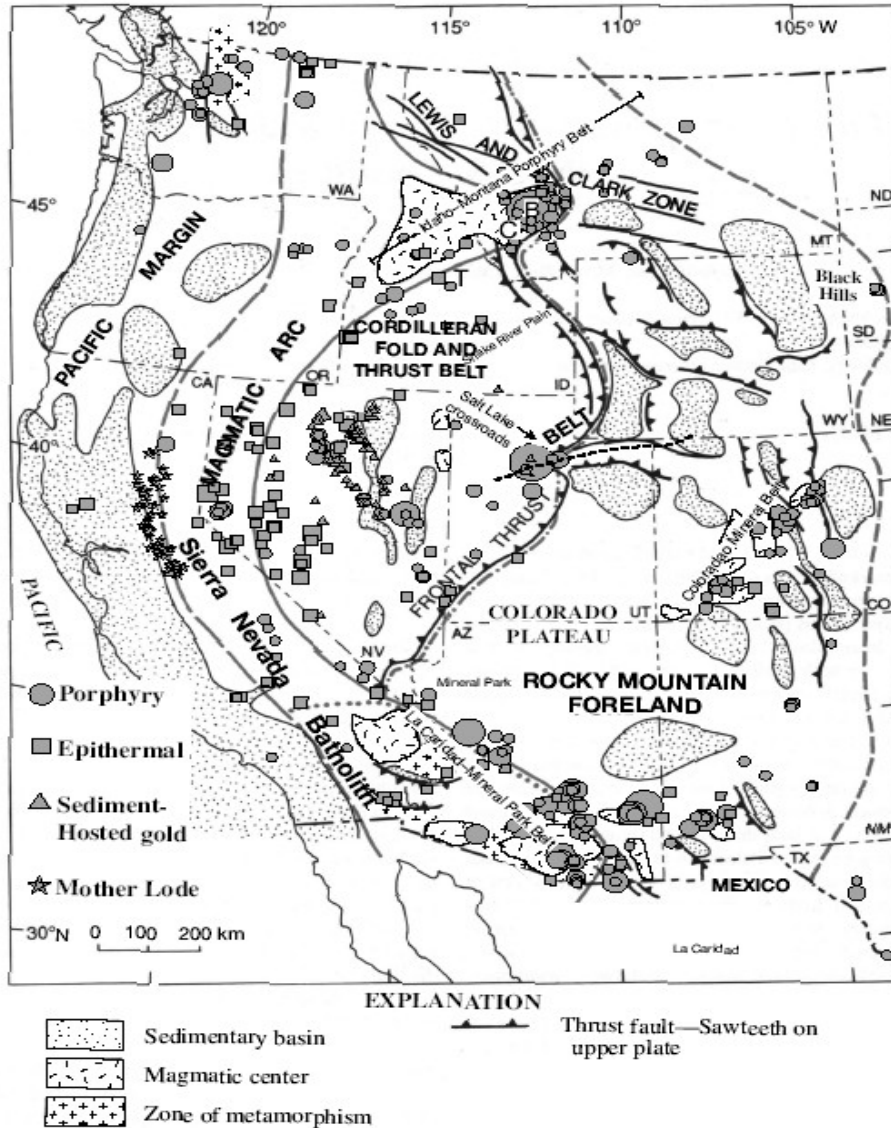 120°
115°
110°
105° W
LEWIS
AND
CLARK ZONE
Idaho–Montana Porphyry Belt
WA
ND
45°
B
C
MT
MARGIN
T
Black
Hills
PACIFIC
ARC
CORDILLERAN
FOLD AND
THRUST BELT
Snake River Plain
SD
OR
CA
ID
MAGMATIC
Salt Lake
crossroads
BELT
WY
NE
40°
THRUST
Coloradao Mireral Belt
Sierra
FRONTAL
COLORADO
PLATEAU
UT
CO
PACIFIC
Nevada
AZ
NV
Mineral Park
ROCKY MOUNTAIN
FORELAND
Porphyry
Epithermal
Batholith
La Caridad–Mineral Park Belt
Sediment-
Hosted gold
NM
TX
Mother Lode
MEXICO
30°N
0 100 200 km
La Caridad
EXPLANATION
Sedimentary basin
Thrust fault—Sawteeth on
upper plate
Magmatic center
Zone of metamorphism